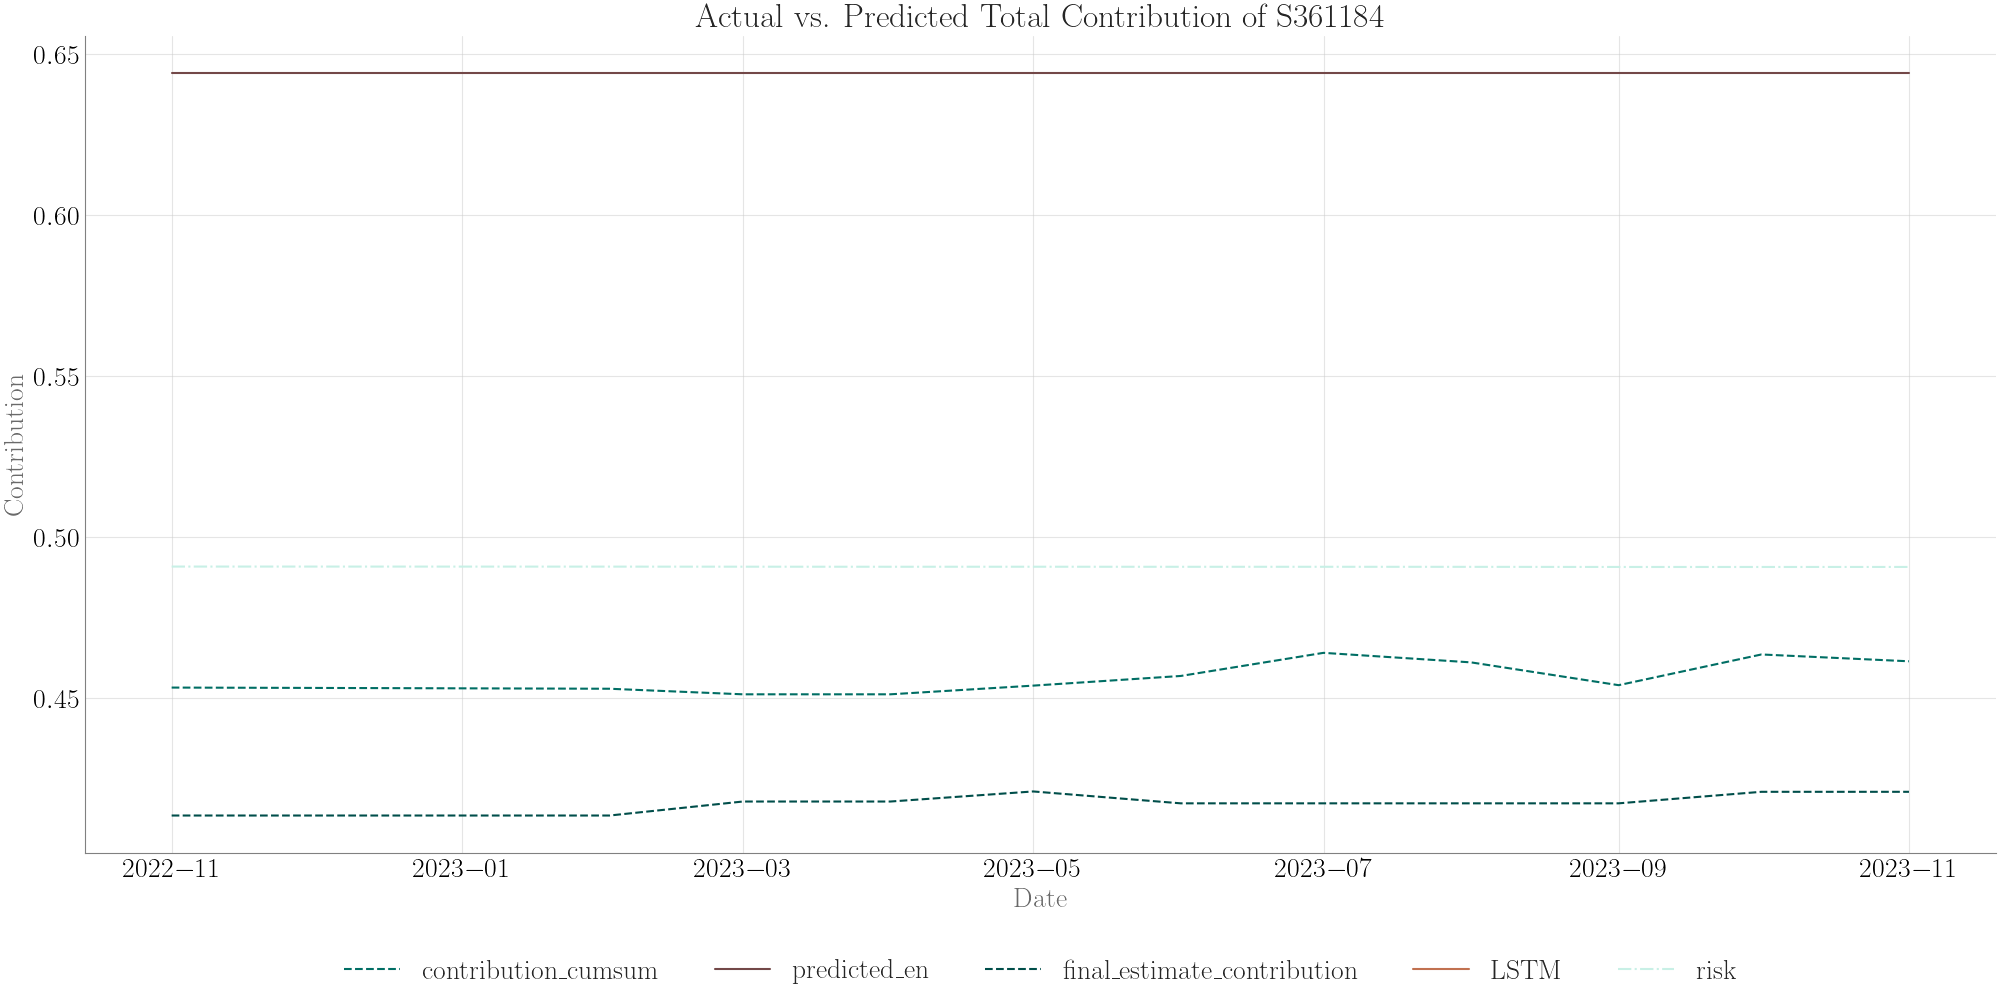 Actual vs. Predicted Total Contribution of S361184
0.65
0.60
0.55
0.50
0.45
Contribution
2022–11 2023–01 2023–03 2023–05 2023–07 2023–09 2023–11
Date
contribution_cumsum predicted_en final_estimate_contribution LSTM risk